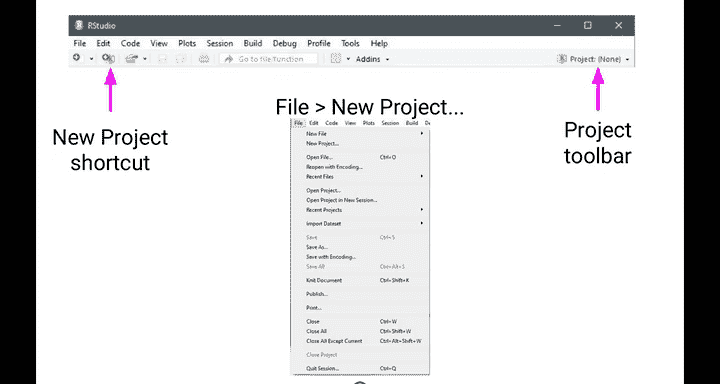 RStudio
File Edit Code View Plots Session Build Debug Profile Tools Help
Go to file/function Addins Project: (None)
New Project
shortcut
File > New Project...
Project
toolbar
File Edit Code View Plots Session Build De
New File
New Project...
Open File... Ctrl+O
Reopen with Encoding...
Recent Files
Open Project...
Open Project in New Session...
Recent Projects
Import Dataset
Save Ctrl+S
Save As...
Save with Encoding...
Save All Ctrl+Alt+S
Knit Document Ctrl+Shift+K
Publish...
Print...
Close Ctrl+W
Close All Ctrl+Shift+W
Close All Except Current Ctrl+Alt+Shift+W
Close Project
Quit Session... Ctrl+Q